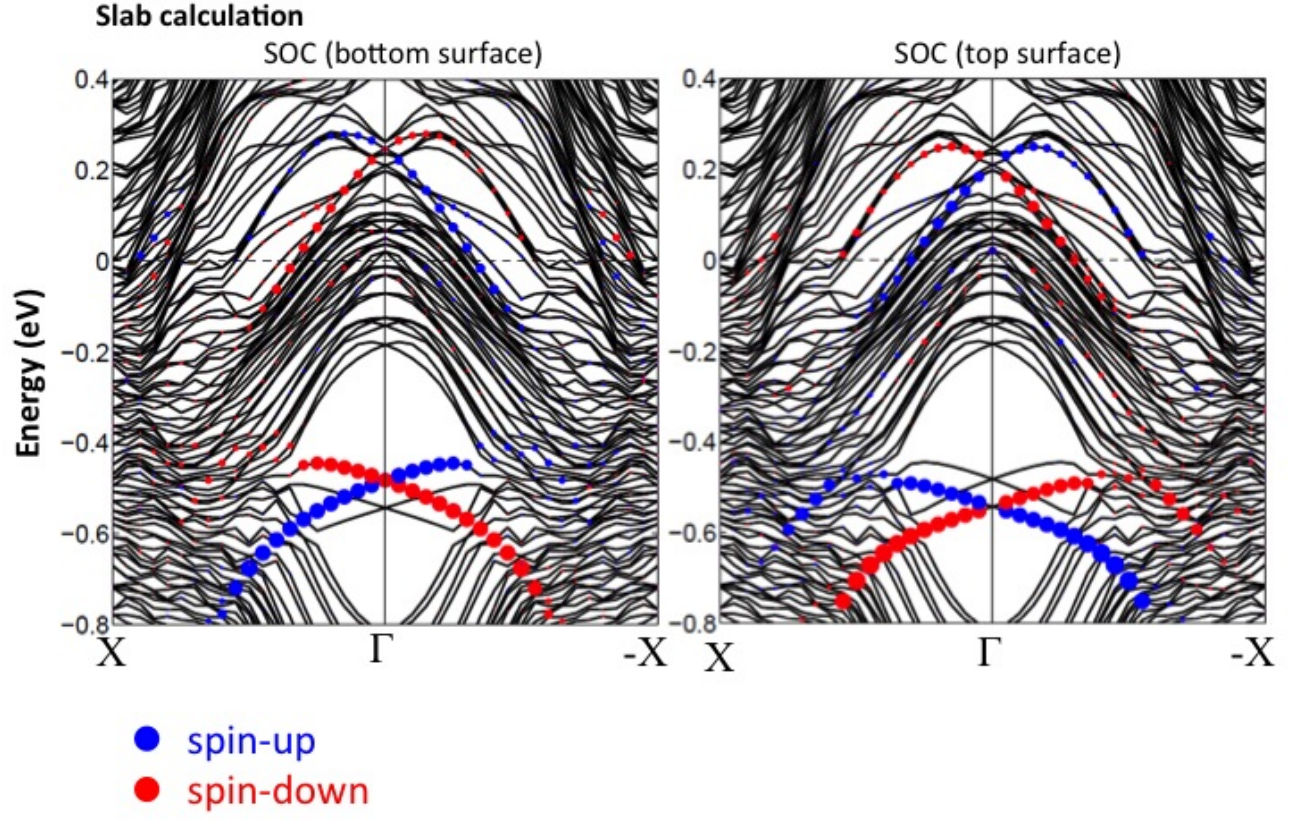 Slab calculation
SOC (bottom surface)
SOC (top surface)
Energy (eV)
0.4
0.2
0
−0.2
−0.4
−0.6
−0.8
X
Γ
-X
0.4
0.2
0
−0.2
−0.4
−0.6
−0.8
X
Γ
-X
spin-up
spin-down